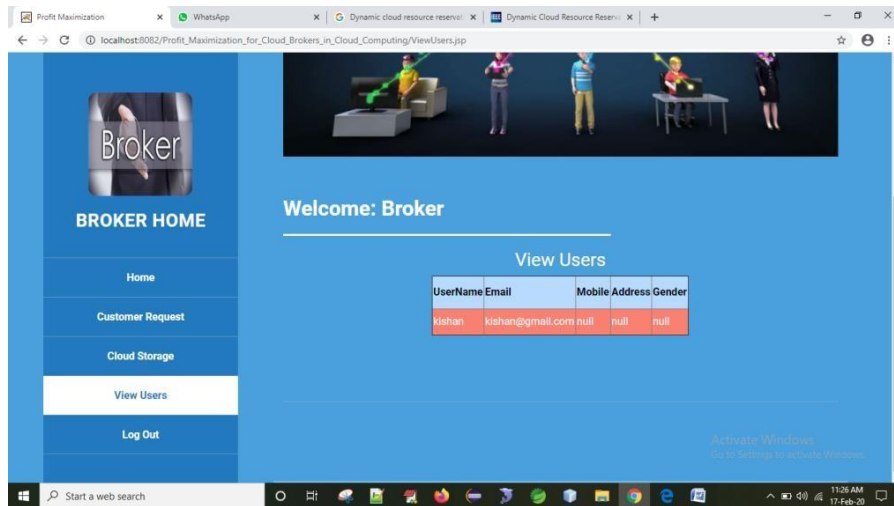 Profit Maximization
WhatsApp
Dynamic cloud resource reservat
Dynamic Cloud Resource Reserv
localhost:8082/Profit_Maximization_for_Cloud_Brokers_in_Cloud_Computing/ViewUsers.jsp
Broker
BROKER HOME
Home
Customer Request
Cloud Storage
View Users
Log Out
Welcome: Broker
View Users
UserName Email Mobile Address Gender
kishan kishan@gmail.com null null null
Activate Windows
Go to Settings to activate Windows.
Start a web search
11:26 AM
17-Feb-20